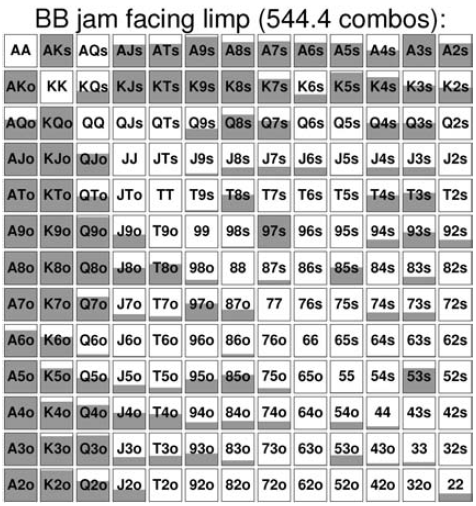 BB jam facing limp (544.4 combos):
AA AKs AQs AJs ATs A9s A8s A7s A6s A5s A4s A3s A2s
AKo KK KQs KJs KTs K9s K8s K7s K6s K5s K4s K3s K2s
AQo KQo QQ QJs QTs Q9s Q8s Q7s Q6s Q5s Q4s Q3s Q2s
AJo KJo QJo JJ JTs J9s J8s J7s J6s J5s J4s J3s J2s
ATo KTo QTo JTo TT T9s T8s T7s T6s T5s T4s T3s T2s
A9o K9o Q9o J9o T9o 99 98s 97s 96s 95s 94s 93s 92s
A8o K8o Q8o J8o T8o 98o 88 87s 86s 85s 84s 83s 82s
A7o K7o Q7o J7o T7o 97o 87o 77 76s 75s 74s 73s 72s
A6o K6o Q6o J6o T6o 96o 86o 76o 66 65s 64s 63s 62s
A5o K5o Q5o J5o T5o 95o 85o 75o 65o 55 54s 53s 52s
A4o K4o Q4o J4o T4o 94o 84o 74o 64o 54o 44 43s 42s
A3o K3o Q3o J3o T3o 93o 83o 73o 63o 53o 43o 33 32s
A2o K2o Q2o J2o T2o 92o 82o 72o 62o 52o 42o 32o 22